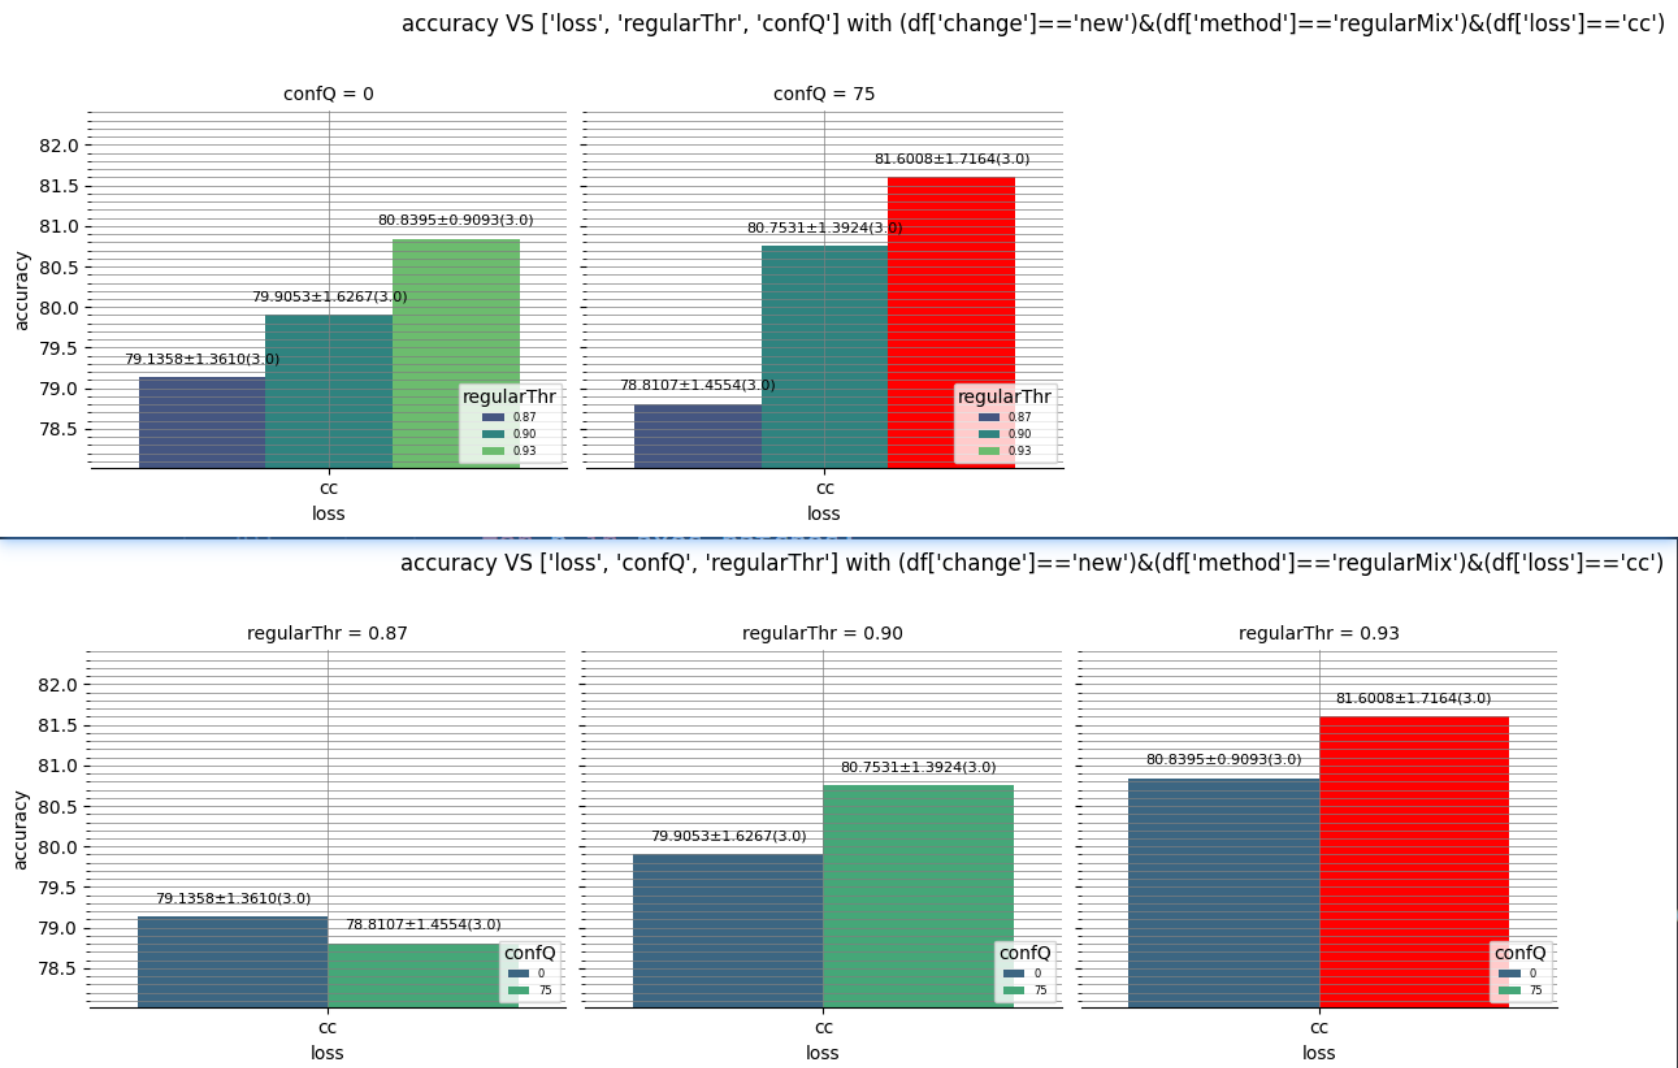 accuracy VS ['loss', 'regularThr', 'confQ'] with (df['change']=='new')&(df['method']=='regularMix')&(df['loss']=='cc')
confQ = 0
confQ = 75
accuracy
82.0
81.5
81.0
80.5
80.0
79.5
79.0
78.5
79.1358±1.3610(3.0)
79.9053±1.6267(3.0)
80.8395±0.9093(3.0)
regularThr
0.87
0.90
0.93
cc
loss
78.8107±1.4554(3.0)
80.7531±1.3924(3.0)
81.6008±1.7164(3.0)
regularThr
0.87
0.90
0.93
cc
loss
accuracy VS ['loss', 'confQ', 'regularThr'] with (df['change']=='new')&(df['method']=='regularMix')&(df['loss']=='cc')
regularThr = 0.87
regularThr = 0.90
regularThr = 0.93
accuracy
82.0
81.5
81.0
80.5
80.0
79.5
79.0
78.5
79.1358±1.3610(3.0)
78.8107±1.4554(3.0)
confQ
0
75
cc
loss
79.9053±1.6267(3.0)
80.7531±1.3924(3.0)
confQ
0
75
cc
loss
80.8395±0.9093(3.0)
81.6008±1.7164(3.0)
confQ
0
75
cc
loss